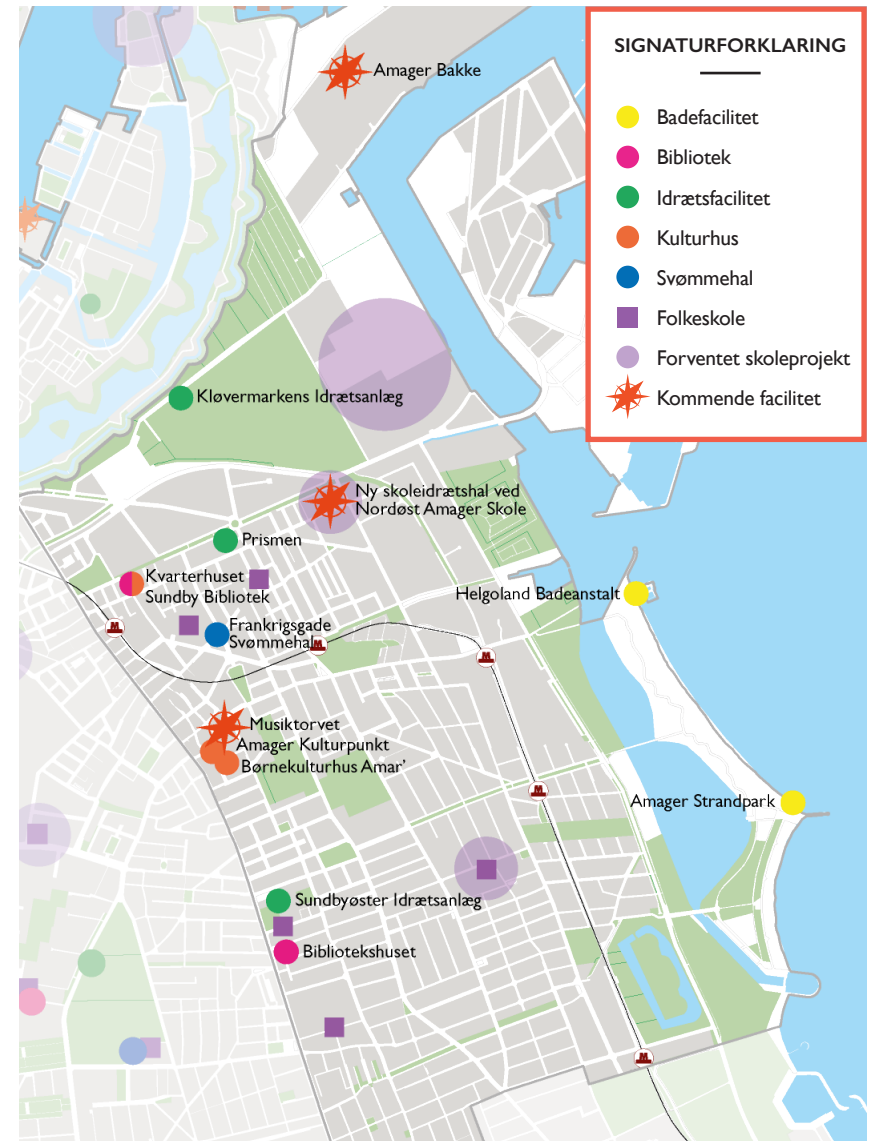 SIGNATURFORKLARING
Badefacilitet
Bibliotek
Idrætsfacilitet
Kulturhus
Svømmehal
Folkeskole
Forventet skoleprojekt
Kommende facilitet
Amager Bakke
Kløvermarkens Idrætsanlæg
Ny skoleidrætshal ved
Nordøst Amager Skole
Prismen
Kvarterhuset
Sundby Bibliotek
Helgoland Badeanstalt
Frankrigsgade
Svømmehal
M
M
M
Musiktorvet
Amager Kulturpunkt
Børnekulturhus Amar’
M
Amager Strandpark
Sundbyøster Idrætsanlæg
Bibliotekshuset
M